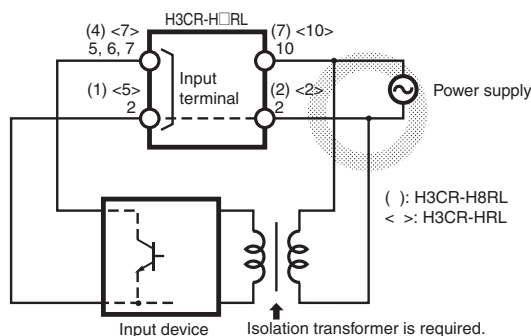 H3CR-H□RL
(4) <7>
5, 6, 7
(7) <10>
10
Input
terminal
(1) <5>
2
(2) <2>
2
Power supply
( ): H3CR-H8RL
< >: H3CR-HRL
Input device
Isolation transformer is required.